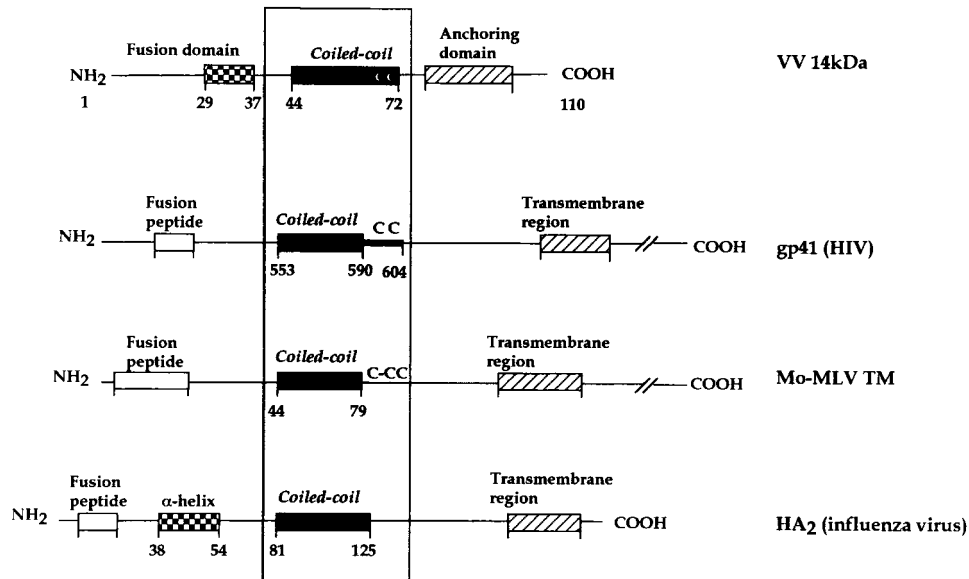 Fusion domain Coiled-coil Anchoring domain
NH2 COOH VV 14kDa
CC
1 29 37 44 72 110
Fusion peptide Coiled-coil C C Transmembrane region
NH2 COOH gp41 (HIV)
553 590 604
Fusion peptide Coiled-coil C-CC Transmembrane region
NH2 COOH Mo-MLV TM
44 79
Fusion peptide α-helix Coiled-coil Transmembrane region
NH2 COOH HA2 (influenza virus)
38 54 81 125